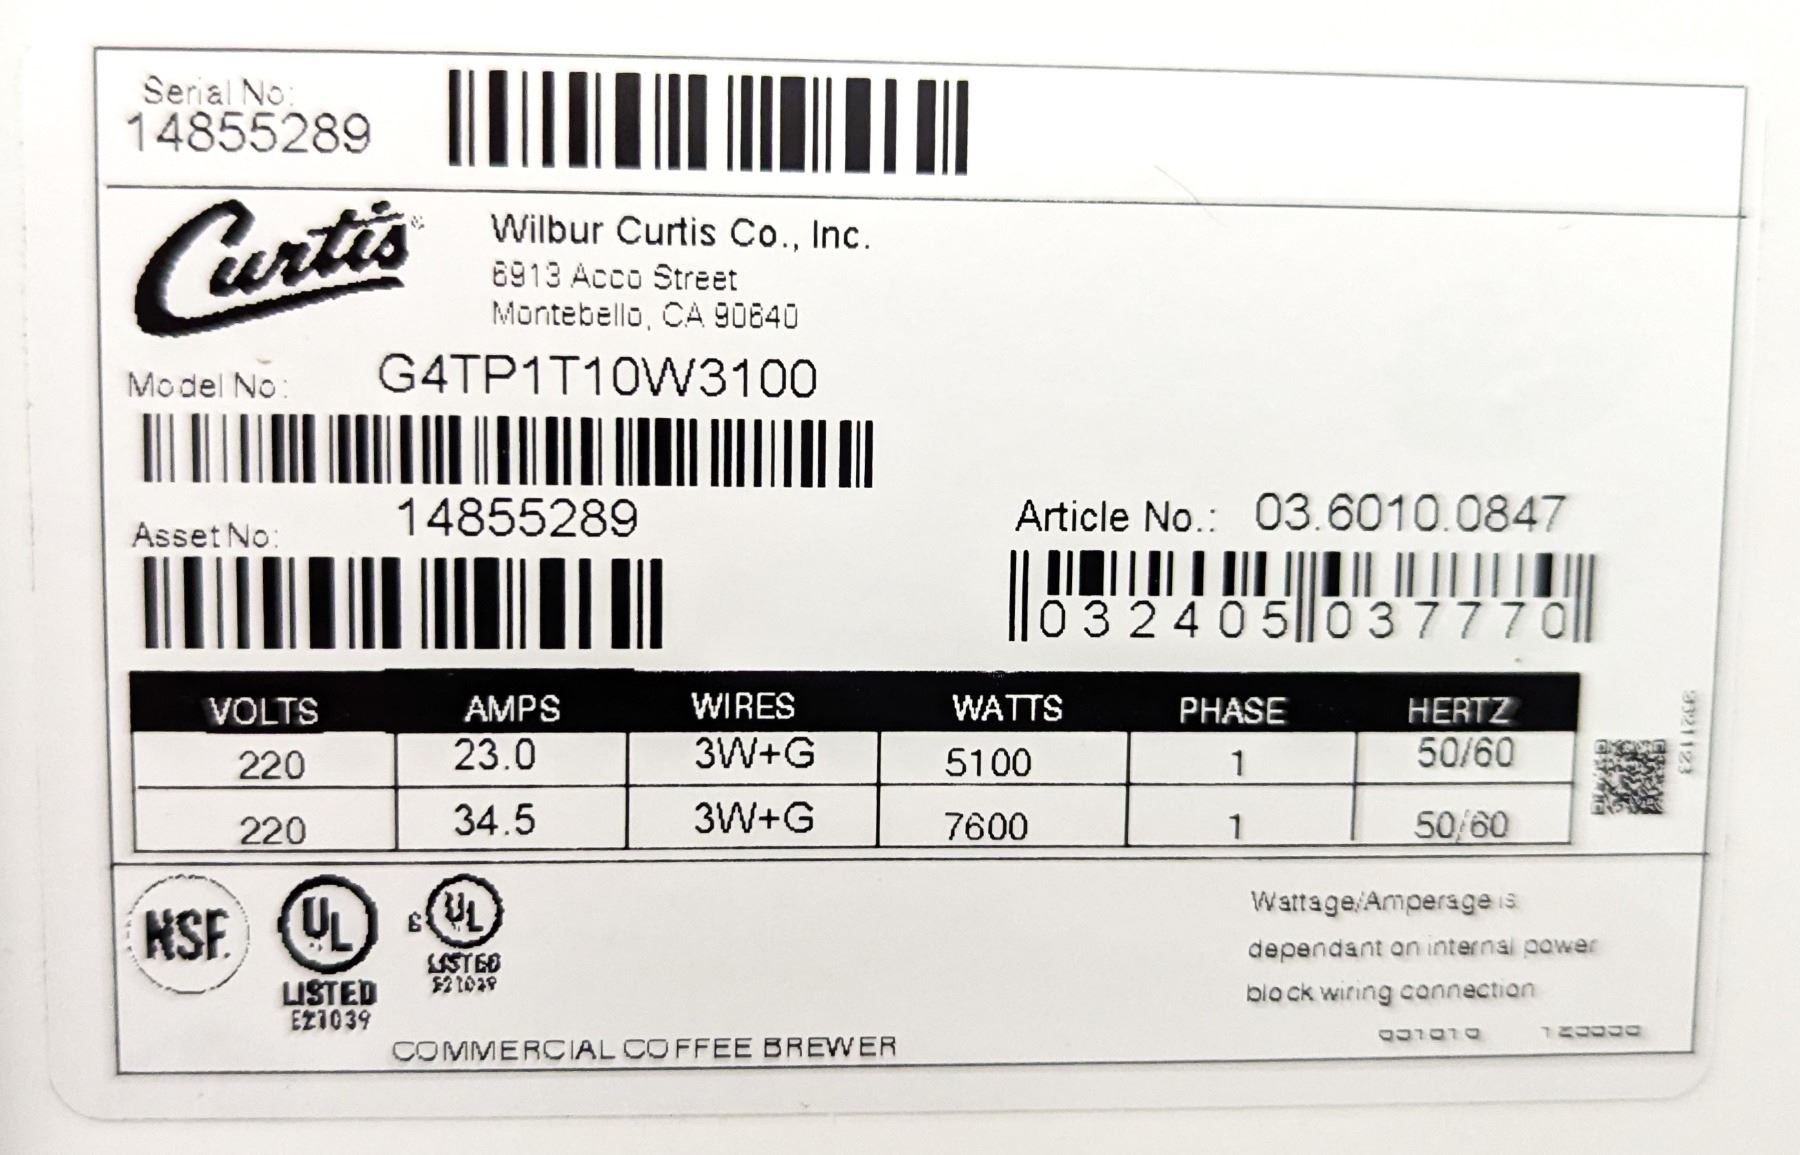 Serial No:
14855289
Curtis®
Wilbur Curtis Co., Inc.
6913 Acco Street
Montebello, CA 90640
Model No: G4TP1T10W3100
Asset No: 14855289
Article No.: 03.6010.0847
032405 037770
VOLTS AMPS WIRES WATTS PHASE HERTZ
220 23.0 3W+G 5100 1 50/60
220 34.5 3W+G 7600 1 50/60
NSF.
UL
LISTED
E21039
UL
LISTED
E21039
Wattage/Amperage is
dependant on internal power
block wiring connection
COMMERCIAL COFFEE BREWER